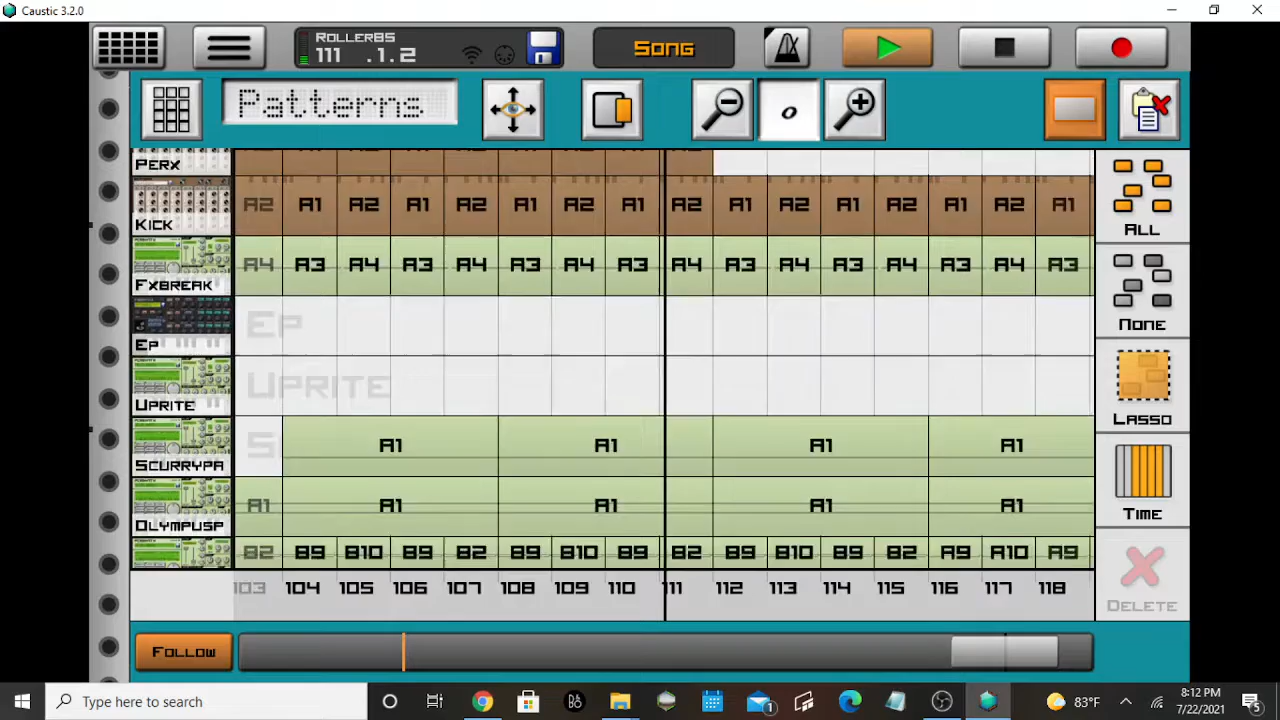 Caustic 3.2.0
Roller85
111 .1.2
Song
Patterns
Perx
Kick
A2 A1 A2 A1 A2 A1 A2 A1 A2 A1 A2 A1 A2 A1 A2 A1
Fxbreak
A4 A3 A4 A3 A4 A3 A4 A3 A4 A3 A4 A3 A4 A3 A4 A3
Ep
Ep
Uprite
Uprite
Scurrypa
A1 A1 A1 A1
Olympusp
A1 A1 A1 A1 A1
B2 B9 B10 B9 B2 B9 B10 B9 B2 B9 B10 B9 B2 A9 A10 A9
103 104 105 106 107 108 109 110 111 112 113 114 115 116 117 118
All
None
Lasso
Time
Delete
Follow
Type here to search
1
83°F
8:12 PM
7/22/2021
5